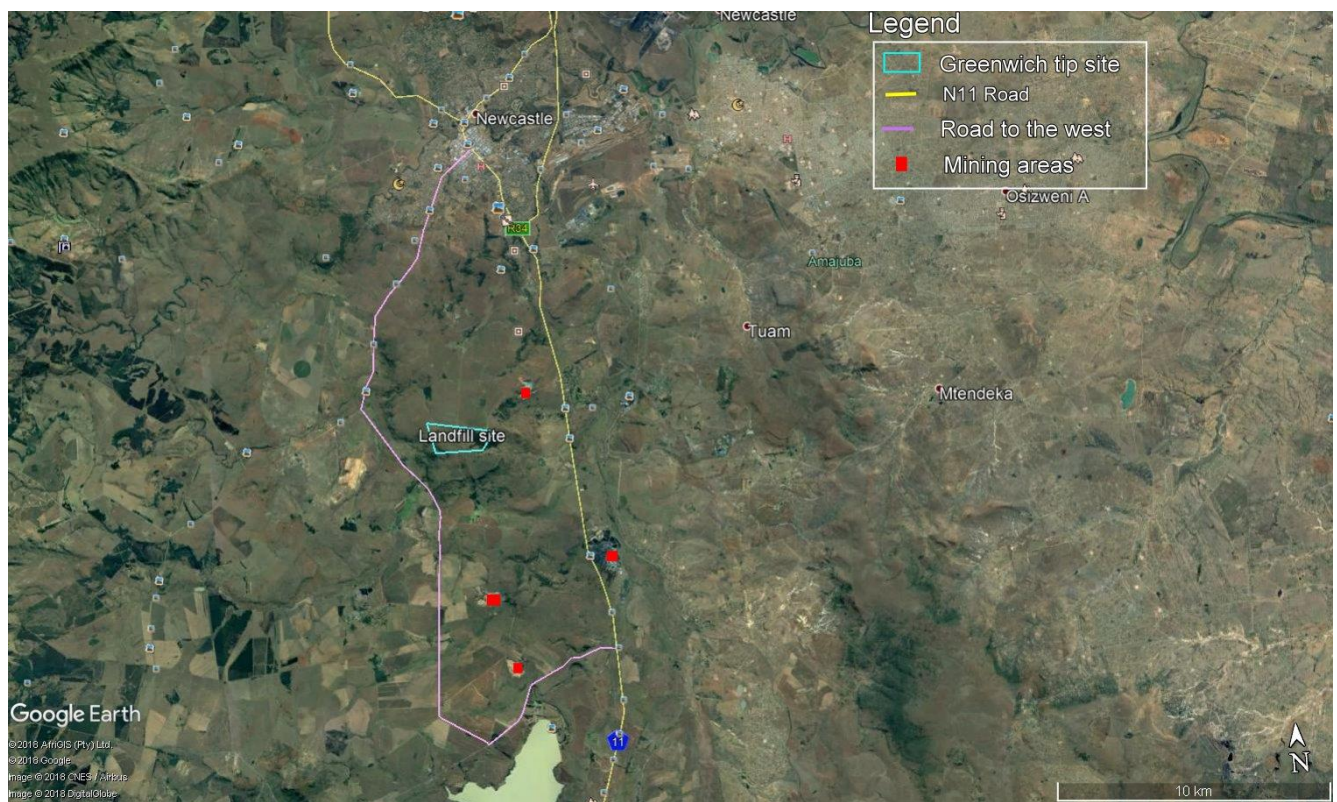 Newcastle
Legend
Greenwich tip site
N11 Road
Road to the west
Mining areas
Newcastle
Osizweni A
R34
Amajuba
Tuam
Mtendeka
Landfill site
Google Earth
11
N
©2018 AfriGIS (Pty) Ltd.
©2018 Google
Image © 2018 CNES / Airbus
Image © 2018 DigitalGlobe
10 km